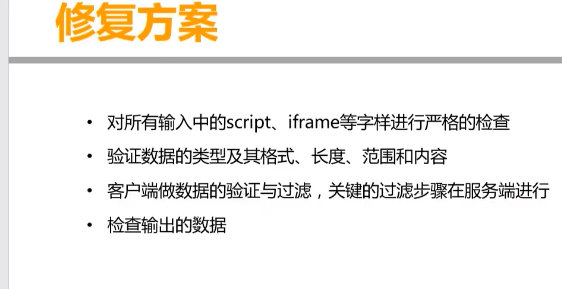 修复方案
• 对所有输入中的script、iframe等字样进行严格的检查
• 验证数据的类型及其格式、长度、范围和内容
• 客户端做数据的验证与过滤，关键的过滤步骤在服务端进行
• 检查输出的数据